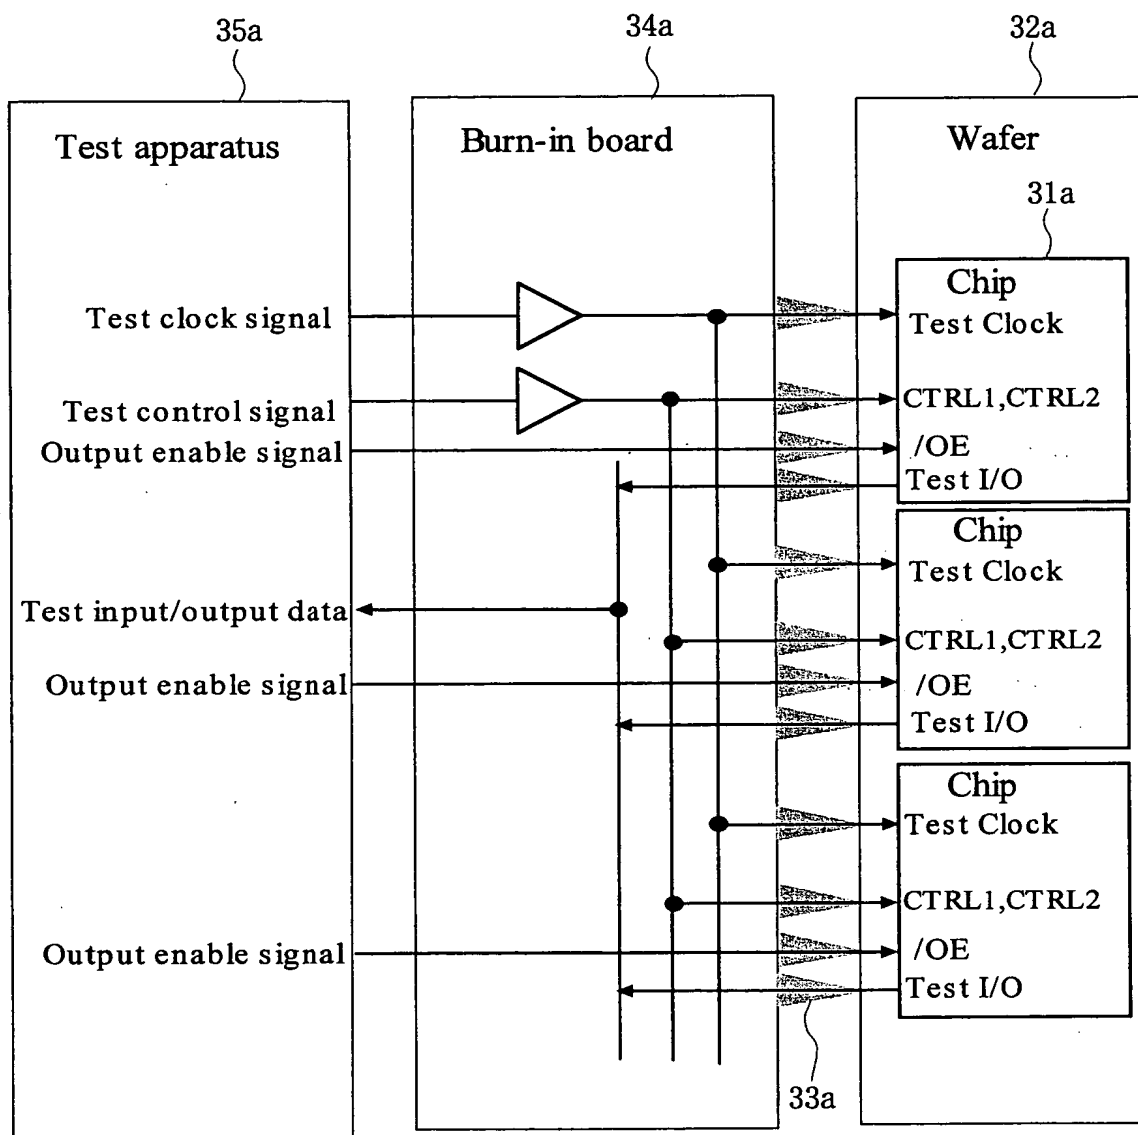 35a
34a
32a
Test apparatus
Burn-in board
Wafer
31a
Chip
Test clock signal
Test Clock
Test control signal
CTRL1,CTRL2
Output enable signal
/OE
Test I/O
Chip
Test Clock
Test input/output data
CTRL1,CTRL2
Output enable signal
/OE
Test I/O
Chip
Test Clock
CTRL1,CTRL2
Output enable signal
/OE
Test I/O
33a